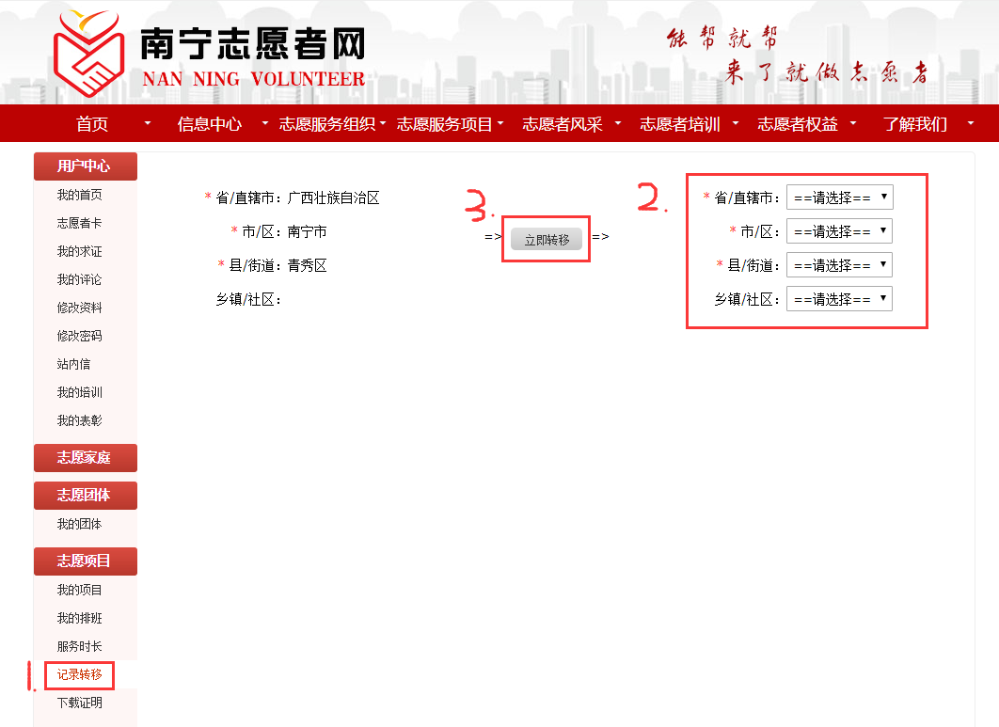 南宁志愿者网
NAN NING VOLUNTEER
能帮就帮
来了就做志愿者
首页 信息中心 志愿服务组织 志愿服务项目 志愿者风采 志愿者培训 志愿者权益 了解我们
用户中心
我的首页
志愿者卡
我的求证
我的评论
修改资料
修改密码
站内信
我的培训
我的表彰
志愿家庭
志愿团体
我的团体
志愿项目
我的项目
我的排班
服务时长
1.
记录转移
下载证明
* 省/直辖市: 广西壮族自治区
* 市/区: 南宁市
* 县/街道: 青秀区
乡镇/社区:
3.
=> 立即转移 =>
2.
* 省/直辖市: ==请选择==
* 市/区: ==请选择==
* 县/街道: ==请选择==
乡镇/社区: ==请选择==